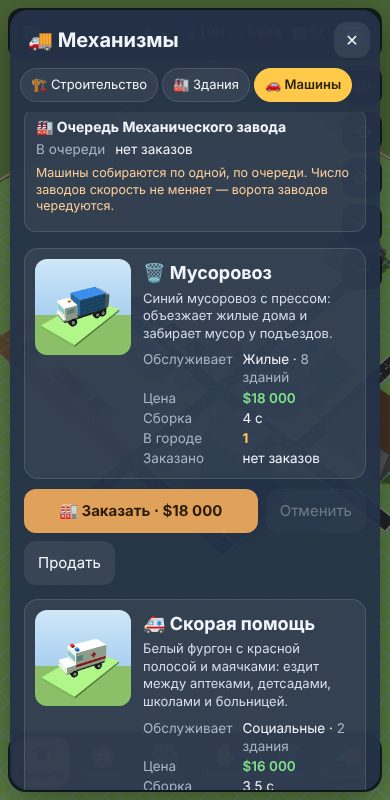 🚚 Механизмы
✕
🏗️ Строительство
🏭 Здания
🚗 Машины
🏭 Очередь Механического завода
В очереди нет заказов
Машины собираются по одной, по очереди. Число
заводов скорость не меняет — ворота заводов
чередуются.
🗑️ Мусоровоз
Синий мусоровоз с прессом:
объезжает жилые дома и
забирает мусор у подъездов.
Обслуживает Жилые · 8
зданий
Цена $18 000
Сборка 4 с
В городе 1
Заказано нет заказов
🏭 Заказать · $18 000
Отменить
Продать
🚑 Скорая помощь
Белый фургон с красной
полосой и маячками: ездит
между аптеками, детсадами,
школами и больницей.
Обслуживает Социальные · 2
здания
Цена $16 000
Сборка 3,5 с